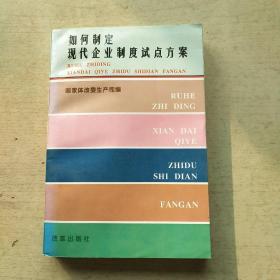 如何制定
现代企业制度试点方案
RUHE ZHIDING
XIANDAI QIYE ZHIDU SHIDIAN FANGAN
国家体改委生产司编
RUHE
ZHI DING
XIAN DAI
QIYE
ZHIDU
SHI DIAN
FANGAN
改革出版社